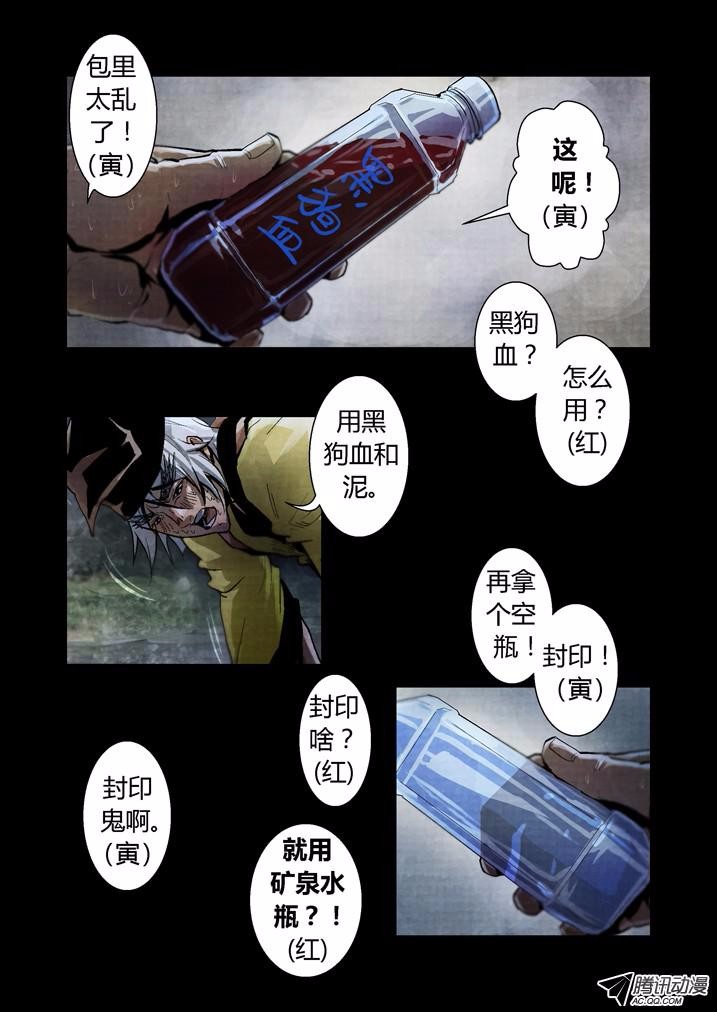 包里
太乱
了！
（寅）
黑狗血
这
呢！
（寅）
黑狗
血？
怎么
用？
(红)
用黑
狗血和
泥。
再拿
个空
瓶！
封印！
（寅）
封印
啥？
(红)
封印
鬼啊。
（寅）
就用
矿泉水
瓶？！
(红)
腾讯动漫
AC.QQ.COM